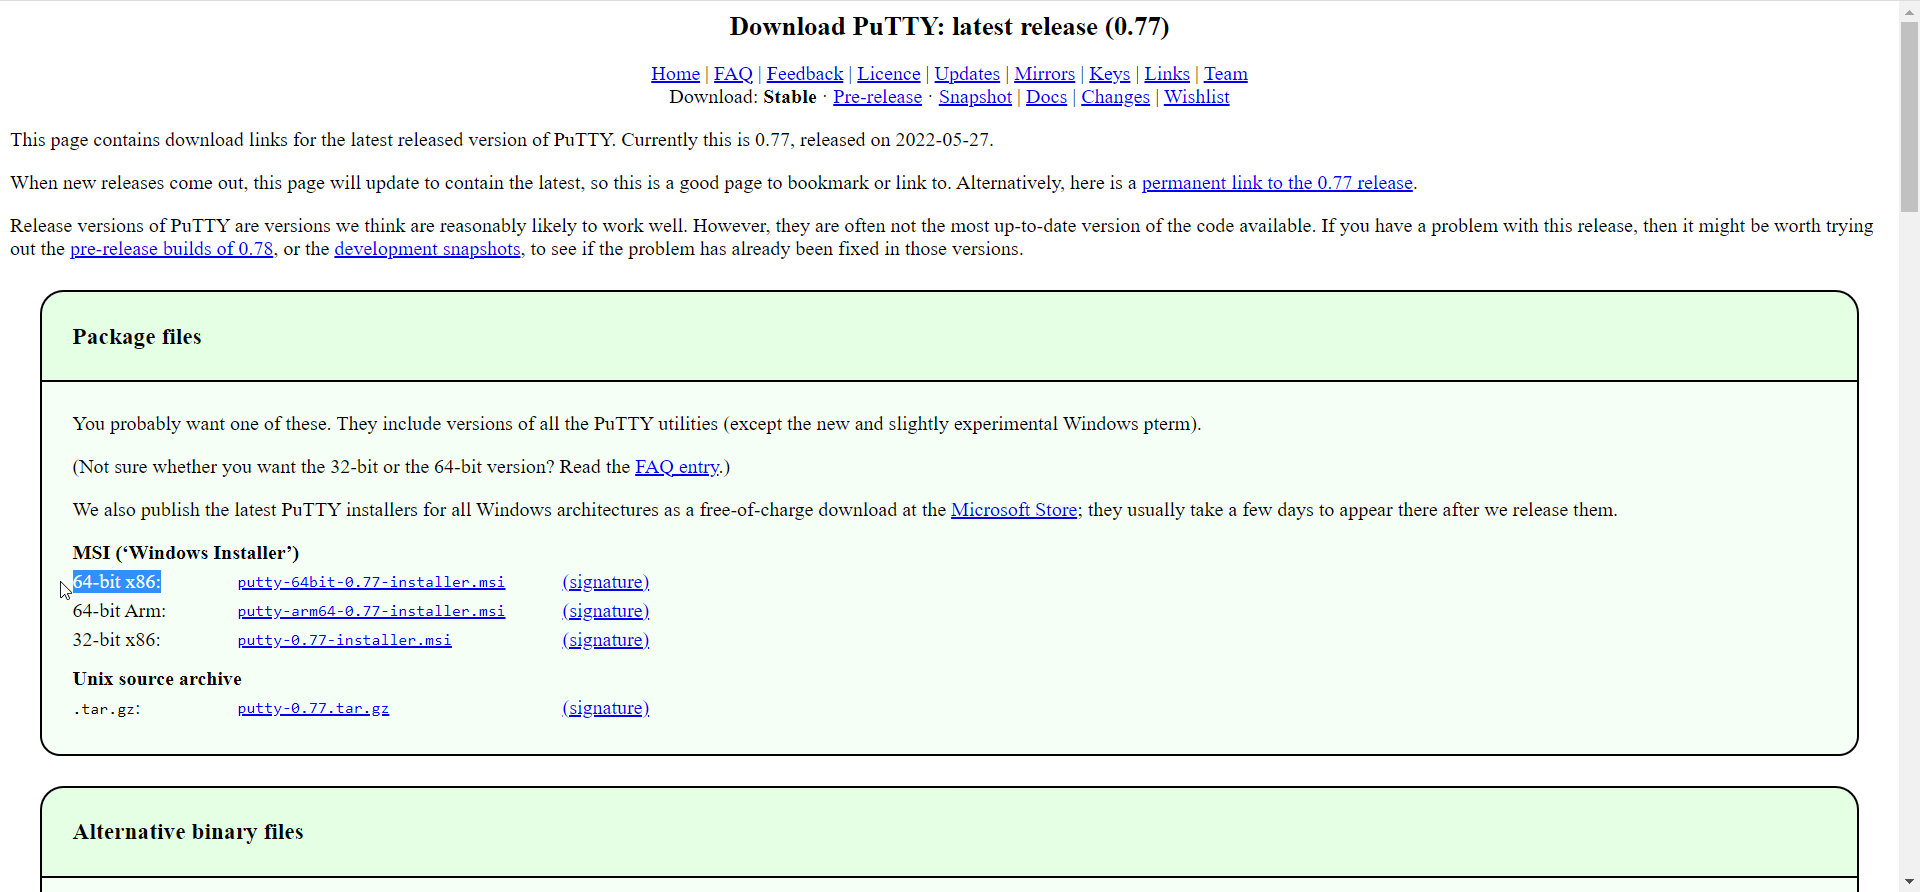 Download PuTTY: latest release (0.77)
Home | FAQ | Feedback | Licence | Updates | Mirrors | Keys | Links | Team
Download: Stable · Pre-release · Snapshot | Docs | Changes | Wishlist
This page contains download links for the latest released version of PuTTY. Currently this is 0.77, released on 2022-05-27.
When new releases come out, this page will update to contain the latest, so this is a good page to bookmark or link to. Alternatively, here is a permanent link to the 0.77 release.
Release versions of PuTTY are versions we think are reasonably likely to work well. However, they are often not the most up-to-date version of the code available. If you have a problem with this release, then it might be worth trying
out the pre-release builds of 0.78, or the development snapshots, to see if the problem has already been fixed in those versions.
Package files
You probably want one of these. They include versions of all the PuTTY utilities (except the new and slightly experimental Windows pterm).
(Not sure whether you want the 32-bit or the 64-bit version? Read the FAQ entry.)
We also publish the latest PuTTY installers for all Windows architectures as a free-of-charge download at the Microsoft Store; they usually take a few days to appear there after we release them.
MSI (‘Windows Installer’)
64-bit x86: putty-64bit-0.77-installer.msi (signature)
64-bit Arm: putty-arm64-0.77-installer.msi (signature)
32-bit x86: putty-0.77-installer.msi (signature)
Unix source archive
.tar.gz: putty-0.77.tar.gz (signature)
Alternative binary files